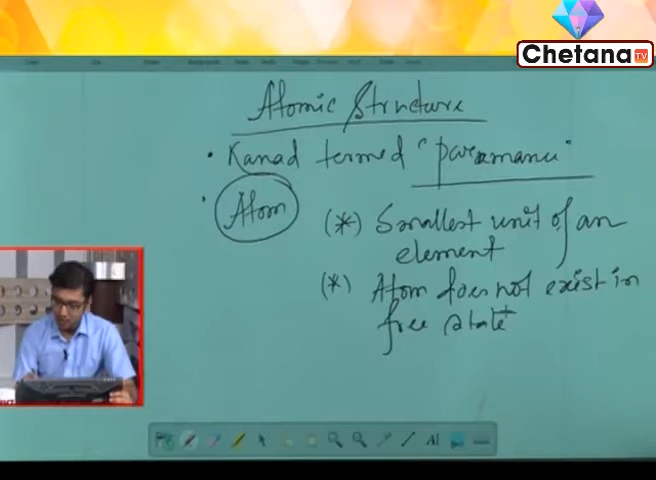 Chetana TV
Atomic Structure
• Kanad termed "paramanu"
• Atom
(*) Smallest unit of an
element
(*) Atom does not exist in
free state
AI